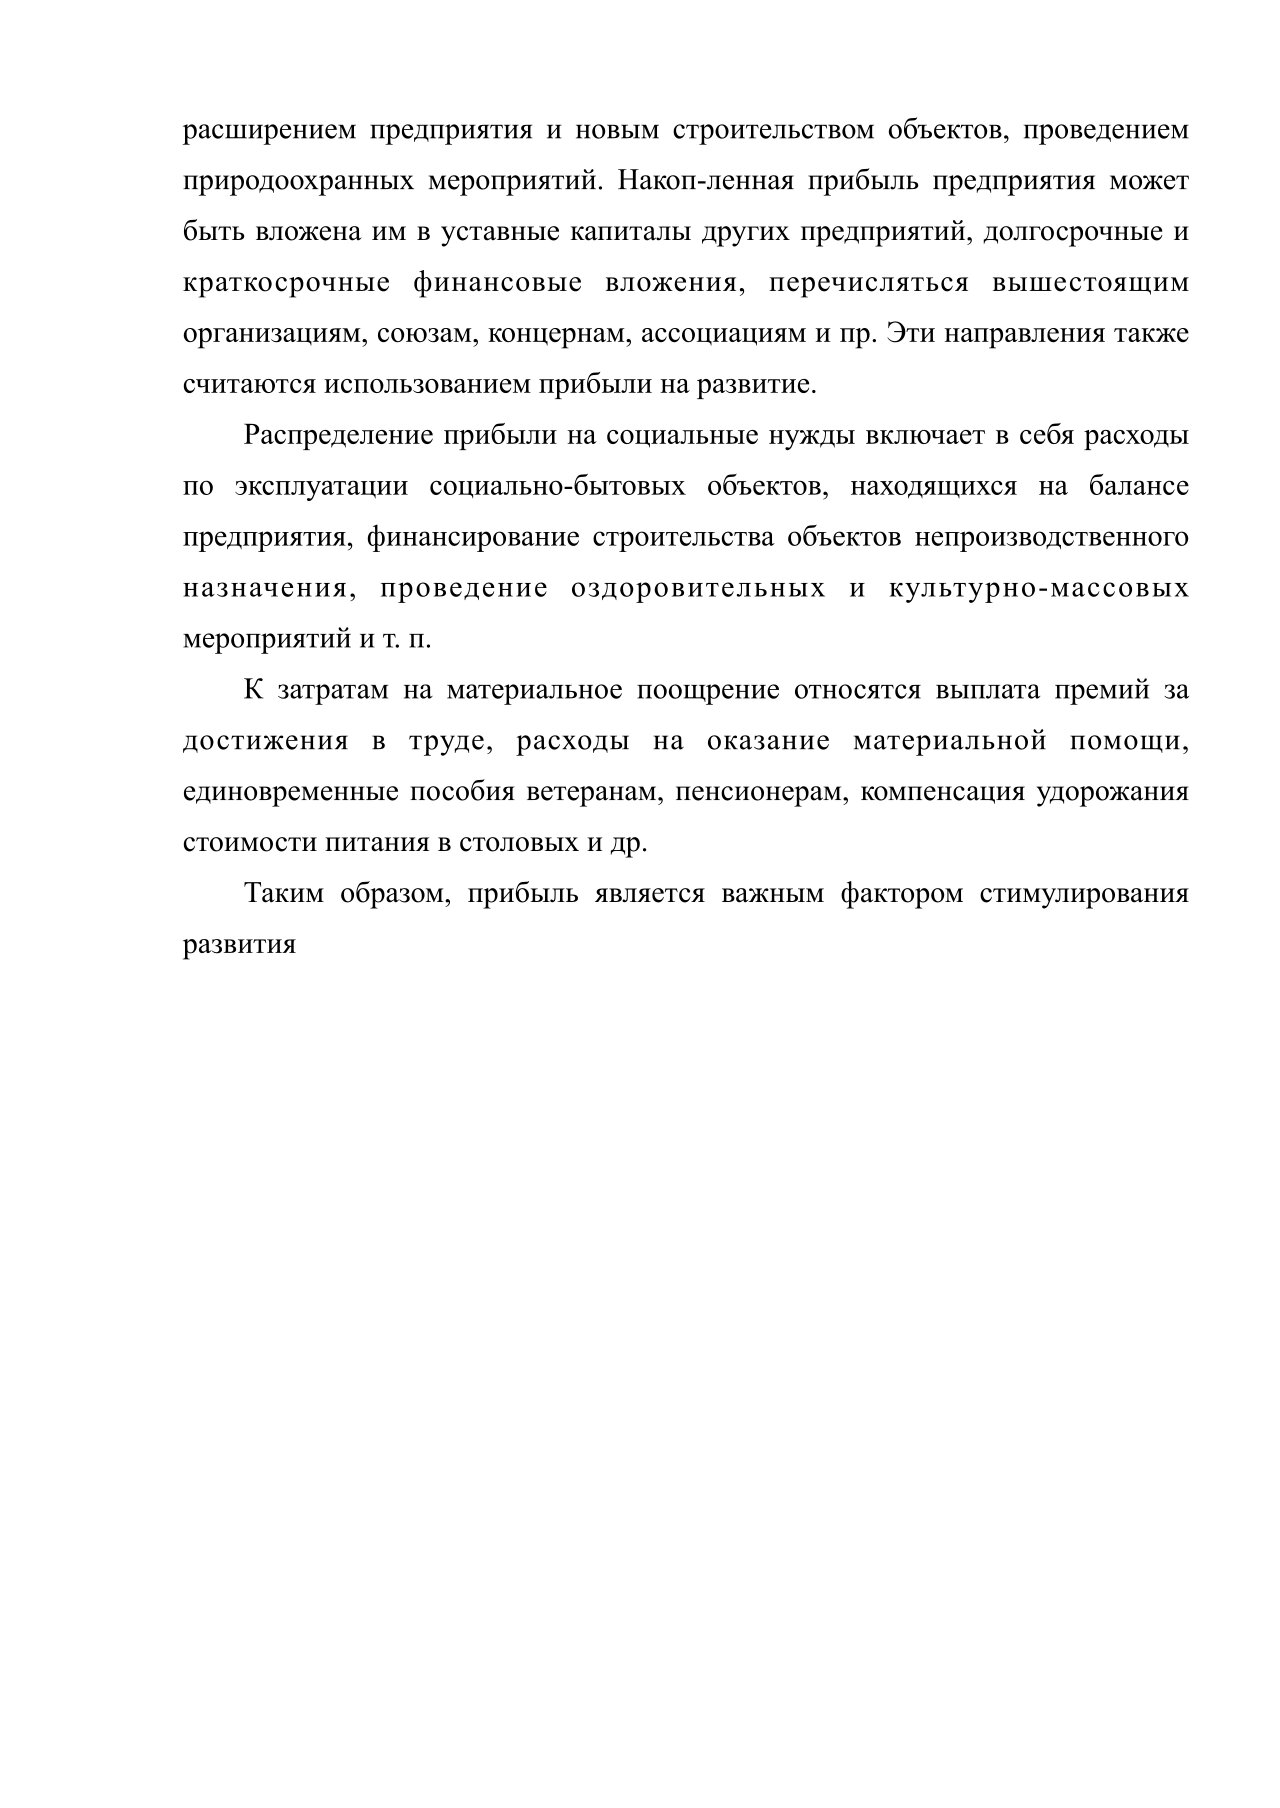 расширением предприятия и новым строительством объектов, проведением
природоохранных мероприятий. Накоп-ленная прибыль предприятия может
быть вложена им в уставные капиталы других предприятий, долгосрочные и
краткосрочные финансовые вложения, перечисляться вышестоящим
организациям, союзам, концернам, ассоциациям и пр. Эти направления также
считаются использованием прибыли на развитие.
Распределение прибыли на социальные нужды включает в себя расходы
по эксплуатации социально-бытовых объектов, находящихся на балансе
предприятия, финансирование строительства объектов непроизводственного
назначения, проведение оздоровительных и культурно-массовых
мероприятий и т. п.
К затратам на материальное поощрение относятся выплата премий за
достижения в труде, расходы на оказание материальной помощи,
единовременные пособия ветеранам, пенсионерам, компенсация удорожания
стоимости питания в столовых и др.
Таким образом, прибыль является важным фактором стимулирования
развития